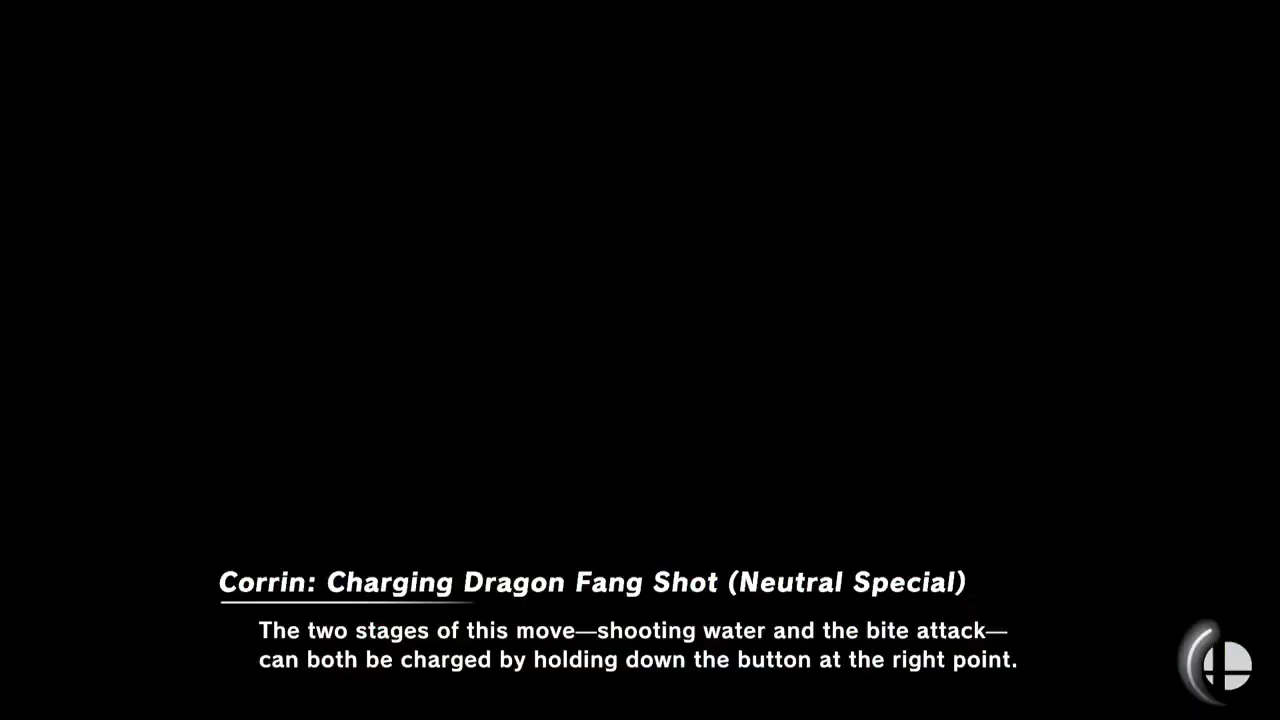 Corrin: Charging Dragon Fang Shot (Neutral Special)
The two stages of this move—shooting water and the bite attack—
can both be charged by holding down the button at the right point.